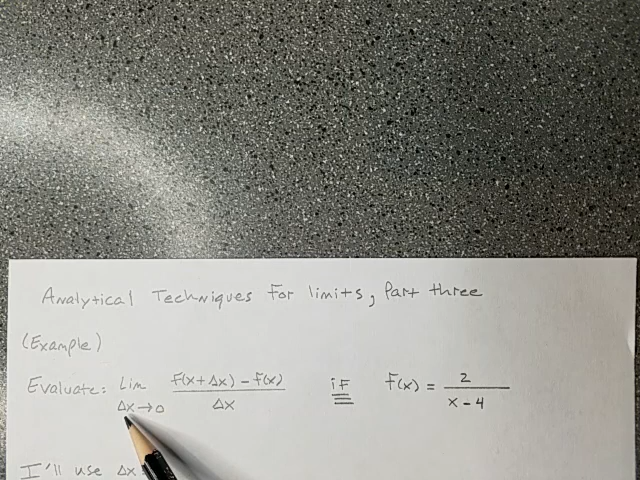 Analytical Techniques for limits, Part three
(Example)
Evaluate: Lim Δx→0 f(x+Δx) - f(x) / Δx if f(x) = 2 / x-4
I'll use Δx